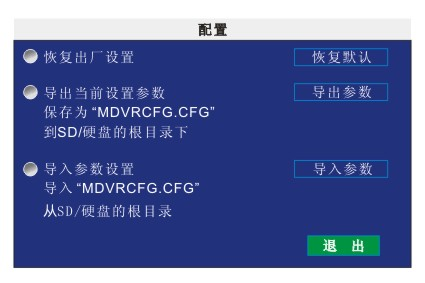 配置
恢复出厂设置 恢复默认
导出当前设置参数 导出参数
保存为“MDVRCFG.CFG”
到SD/硬盘的根目录下
导入参数设置 导入参数
导入“MDVRCFG.CFG”
从SD/硬盘的根目录
退 出